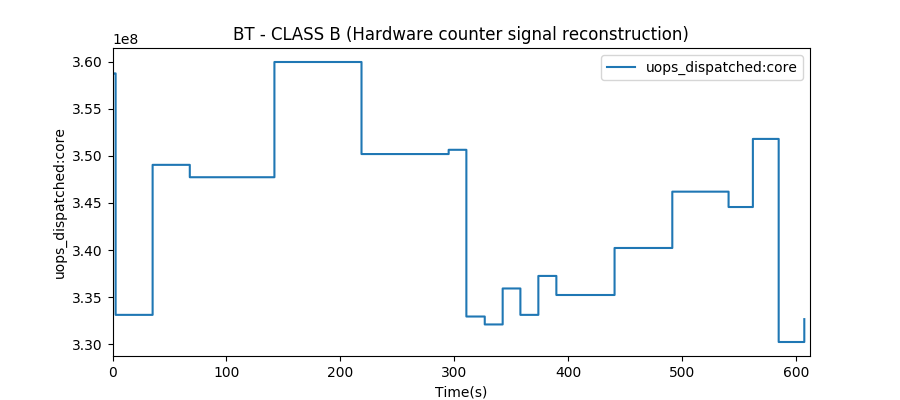 BT - CLASS B (Hardware counter signal reconstruction)
1e8
uops_dispatched:core
3.60
3.55
3.50
3.45
3.40
3.35
3.30
uops_dispatched:core
0 100 200 300 400 500 600
Time(s)